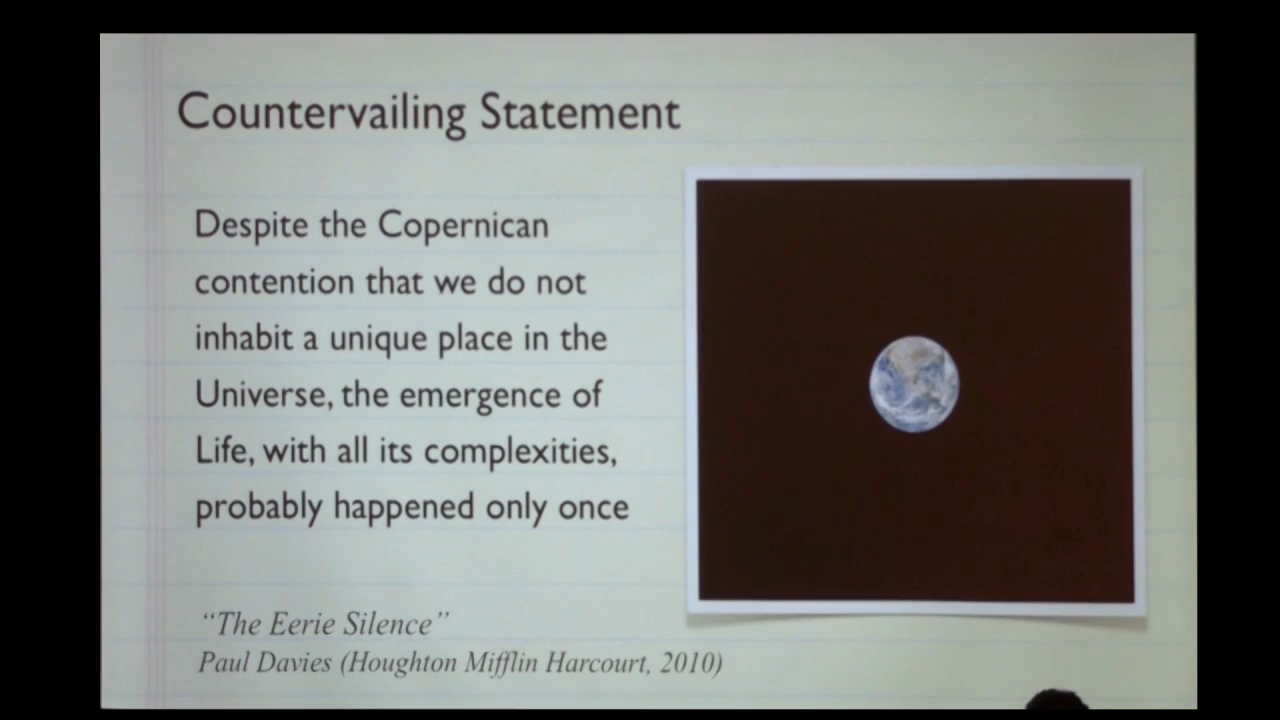 Countervailing Statement
Despite the Copernican
contention that we do not
inhabit a unique place in the
Universe, the emergence of
Life, with all its complexities,
probably happened only once
“The Eerie Silence”
Paul Davies (Houghton Mifflin Harcourt, 2010)